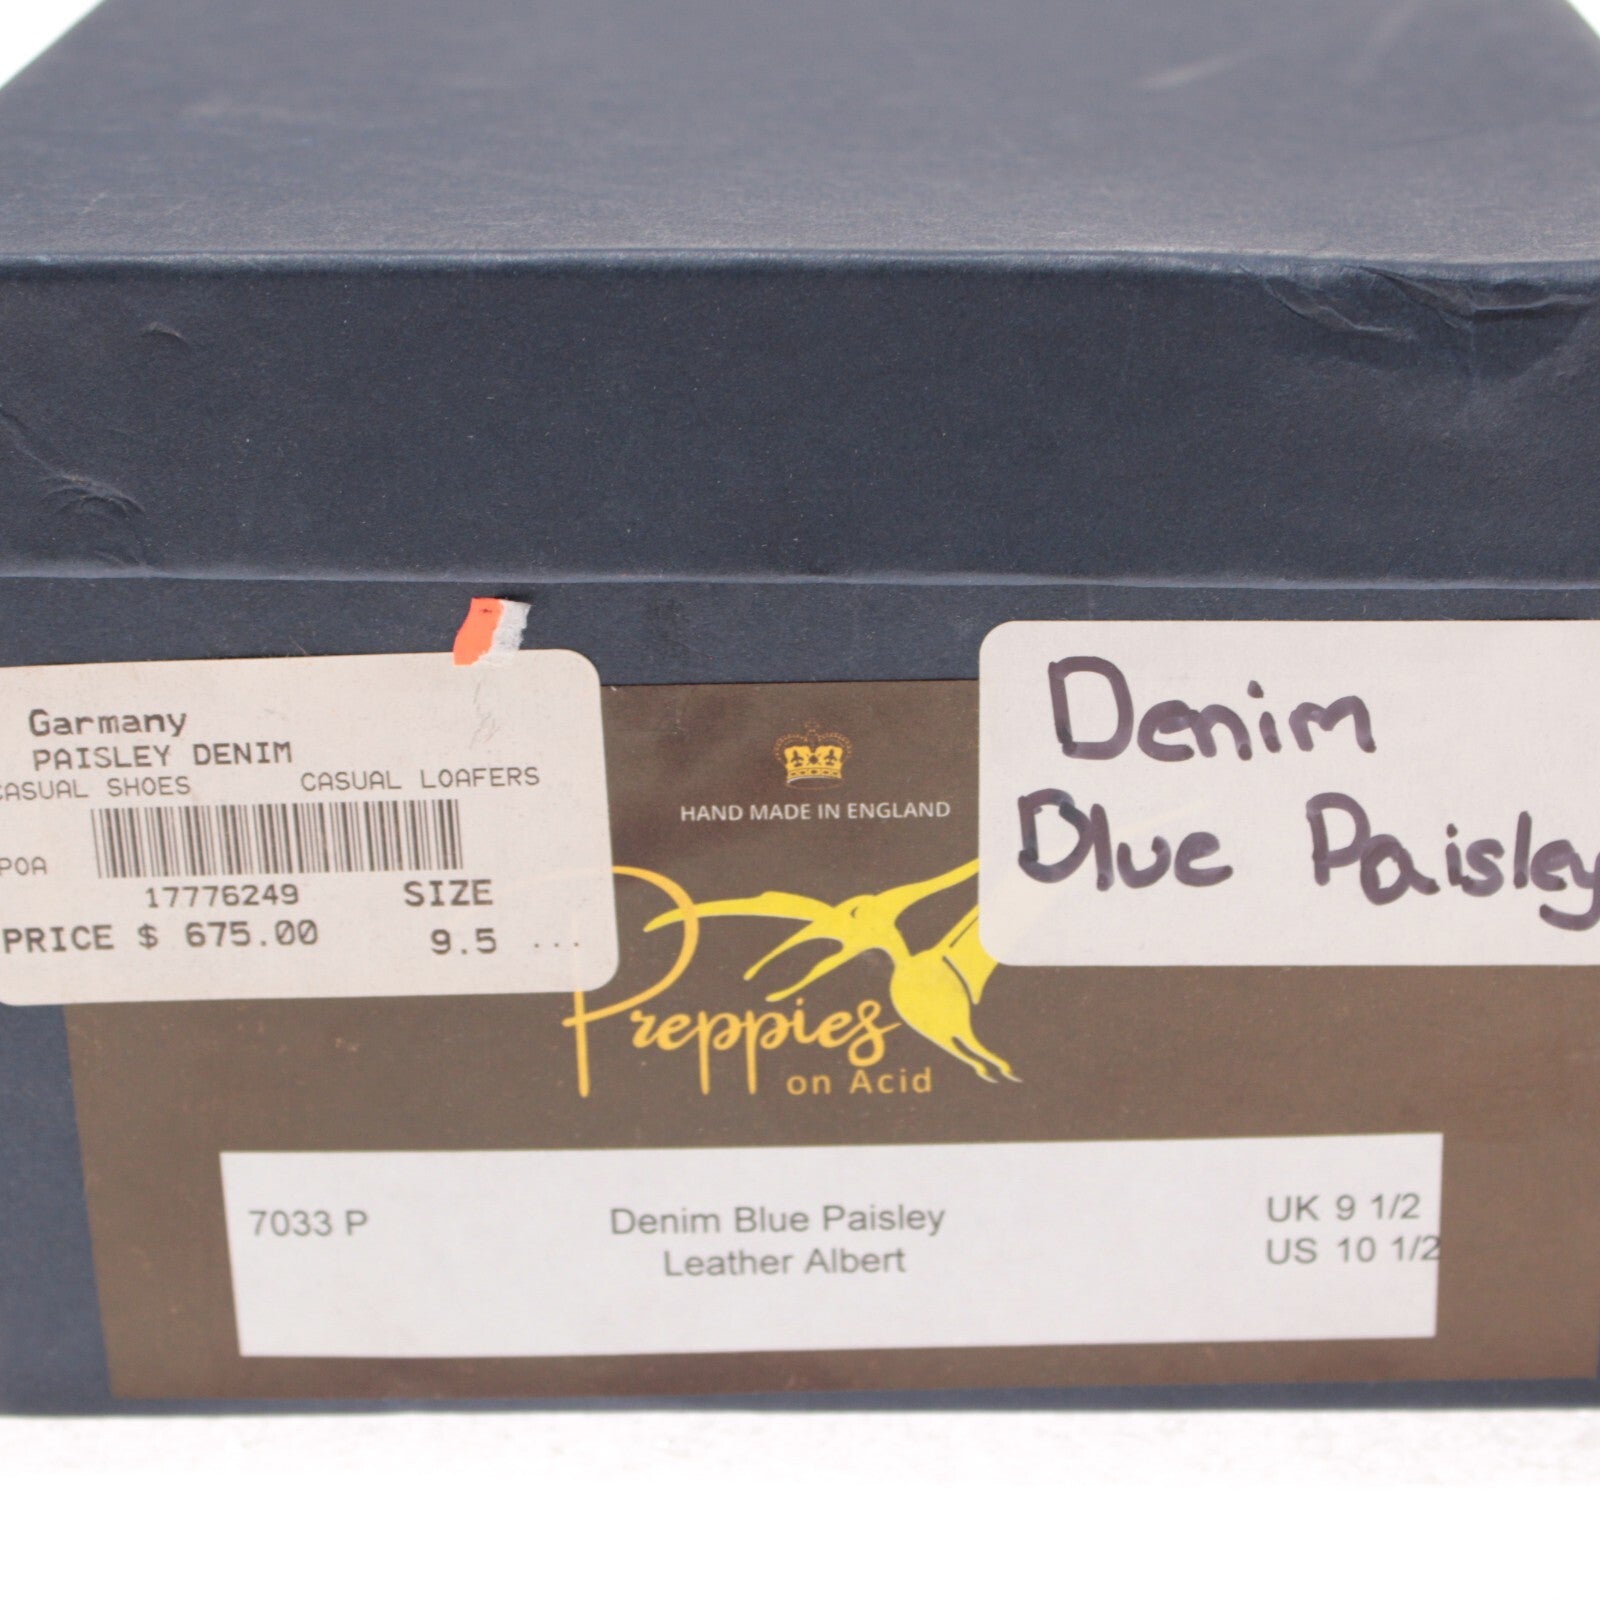 Garmany
PAISLEY DENIM
CASUAL SHOES CASUAL LOAFERS
POA
17776249 SIZE
PRICE $ 675.00 9.5 ...
HAND MADE IN ENGLAND
Preppies
on Acid
Denim
Blue Paisley
7033 P Denim Blue Paisley UK 9 1/2
Leather Albert US 10 1/2